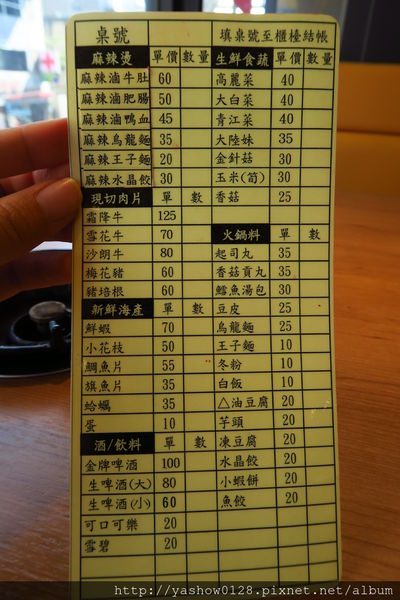 桌號 填桌號至櫃檯結帳
麻辣燙 單價 數量 生鮮食蔬 單價 數量
麻辣滷牛肚 60 高麗菜 40
麻辣滷肥腸 50 大白菜 40
麻辣滷鴨血 45 青江菜 40
麻辣烏龍麵 35 大陸妹 35
麻辣王子麵 20 金針菇 30
麻辣水晶餃 30 玉米(筍) 30
現切肉片 單 數 香菇 25
霜降牛 125
雪花牛 70 火鍋料 單 數
沙朗牛 80 起司丸 35
梅花豬 60 香菇貢丸 35
豬培根 60 鱈魚湯包 30
新鮮海產 單 數 豆皮 25
鮮蝦 70 烏龍麵 25
小花枝 50 王子麵 10
鯛魚片 55 冬粉 10
旗魚片 35 白飯 10
蛤蠣 35 △油豆腐 20
蛋 10 芋頭 20
酒/飲料 單 數 凍豆腐 20
金牌啤酒 100 水晶餃 20
生啤酒(大) 80 小蝦餅 20
生啤酒(小) 60 魚餃 20
可口可樂 20
雪碧 20
http://yashow0128.pixnet.net/album